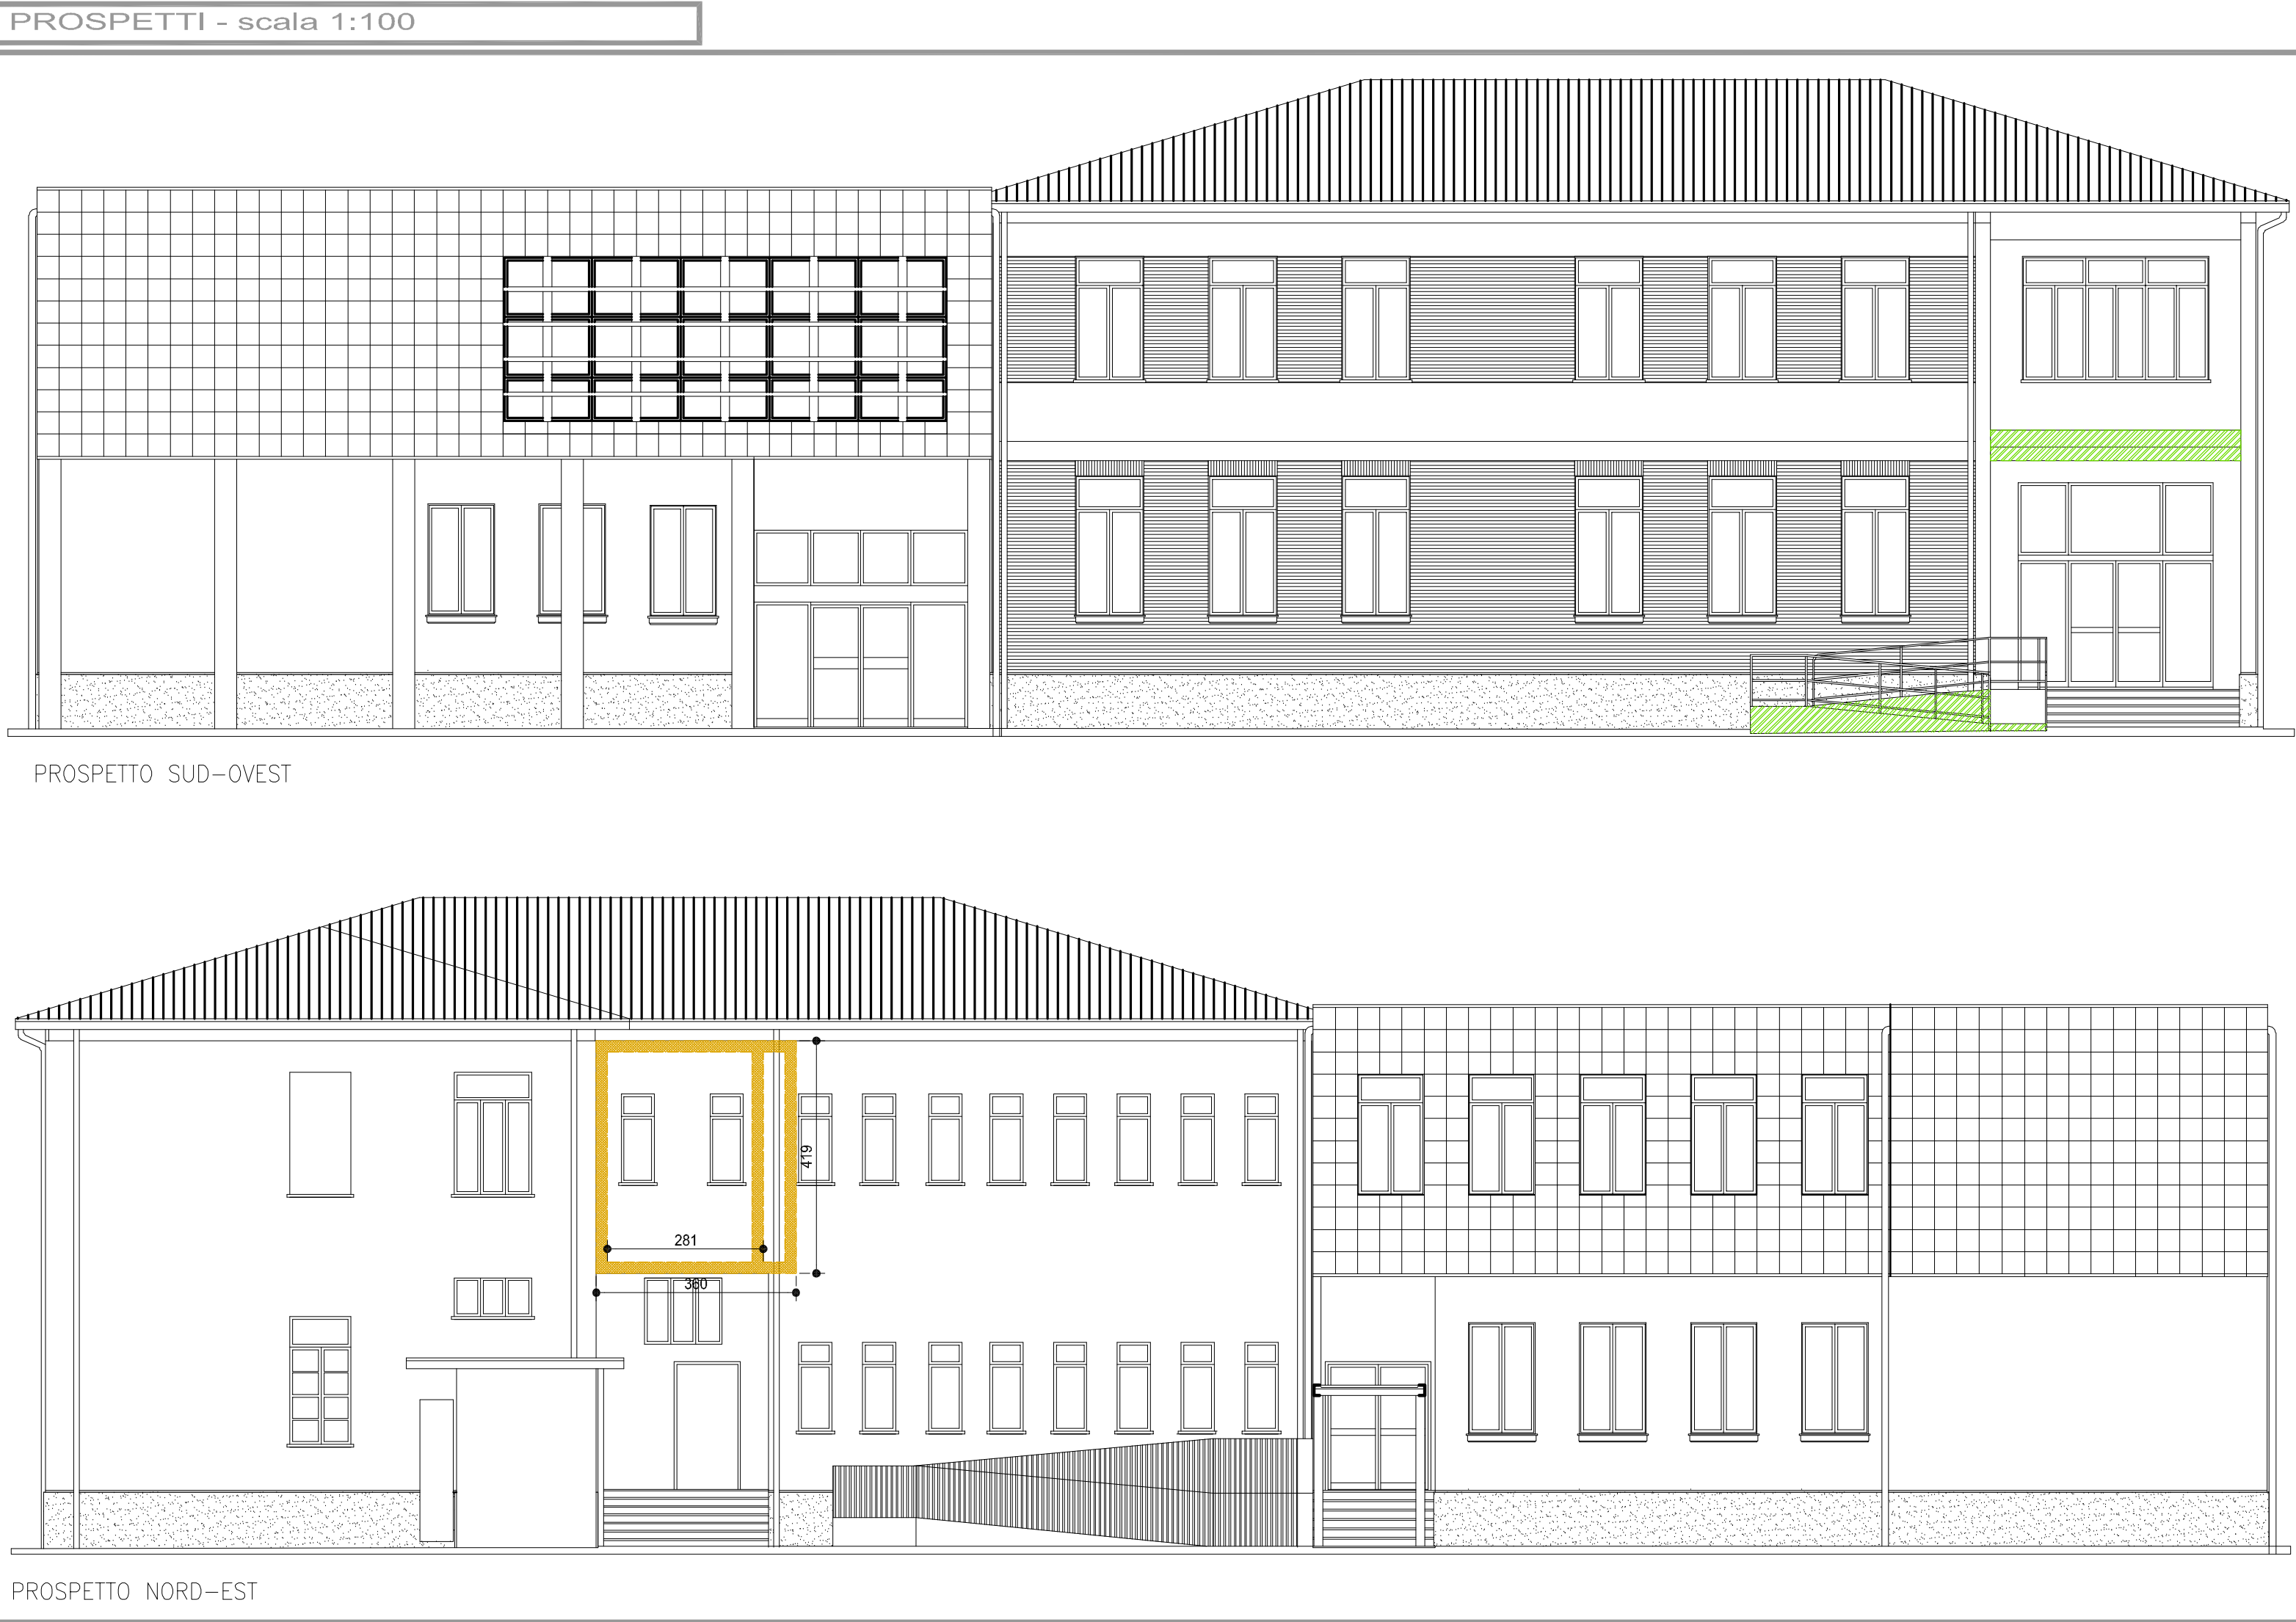 PROSPETTI - scala 1:100
PROSPETTO SUD-OVEST
419
281
360
PROSPETTO NORD-EST